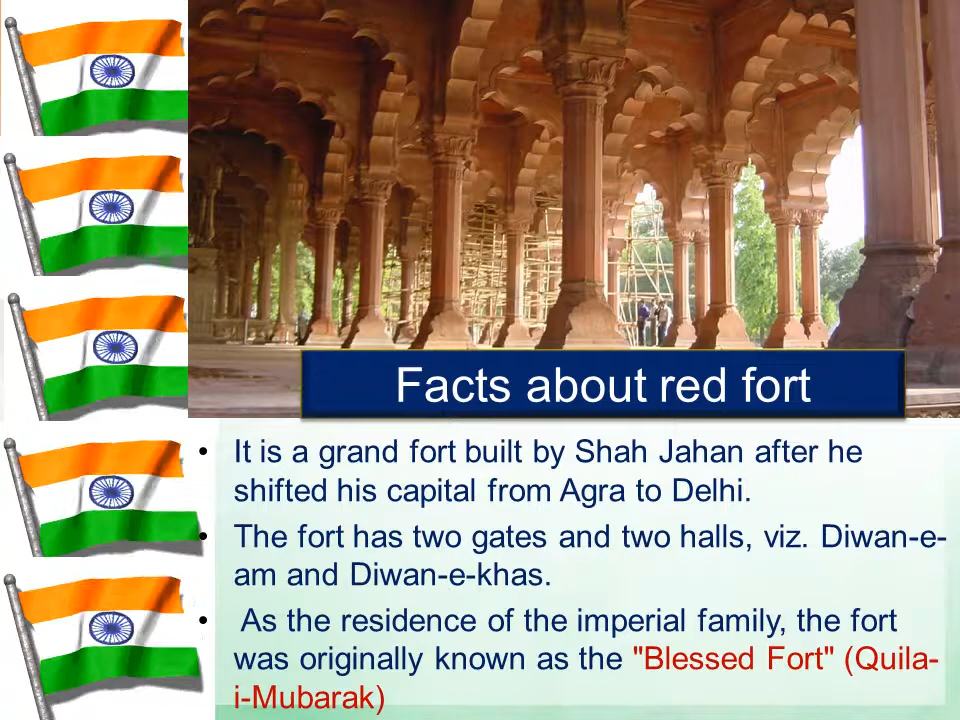 Facts about red fort
• It is a grand fort built by Shah Jahan after he
shifted his capital from Agra to Delhi.
• The fort has two gates and two halls, viz. Diwan-e-
am and Diwan-e-khas.
• As the residence of the imperial family, the fort
was originally known as the "Blessed Fort" (Quila-
i-Mubarak)